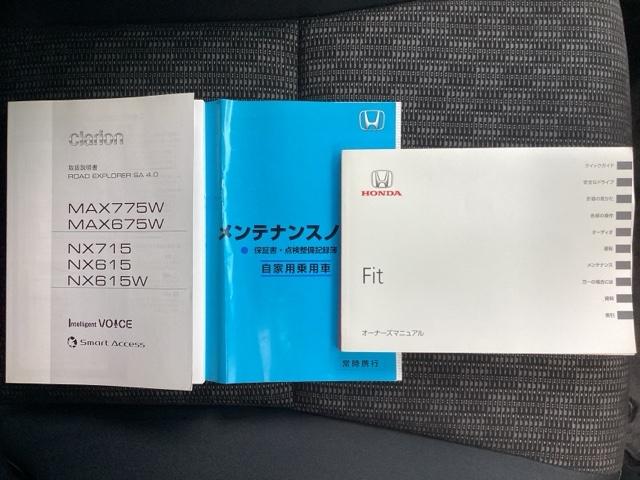 clarion
取扱説明書
ROAD EXPLORER SA 4.0
MAX775W
MAX675W
NX715
NX615
NX615W
Intelligent VOICE
Smart Access
メンテナンスノ
保証書・点検整備記録簿
自家用乗用車
常時携行
HONDA
Fit
オーナーズマニュアル
クイックガイド
安全なドライブ
計器の見かた
各部の操作
オーディオ
運転
メンテナンス
万一の場合には
資料
索引